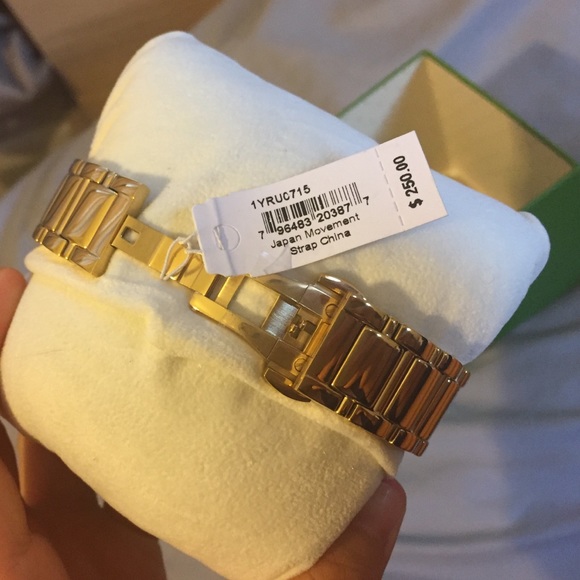 1YRU0715
7 96483 20387 7
Japan Movement
Strap China
$ 250.00